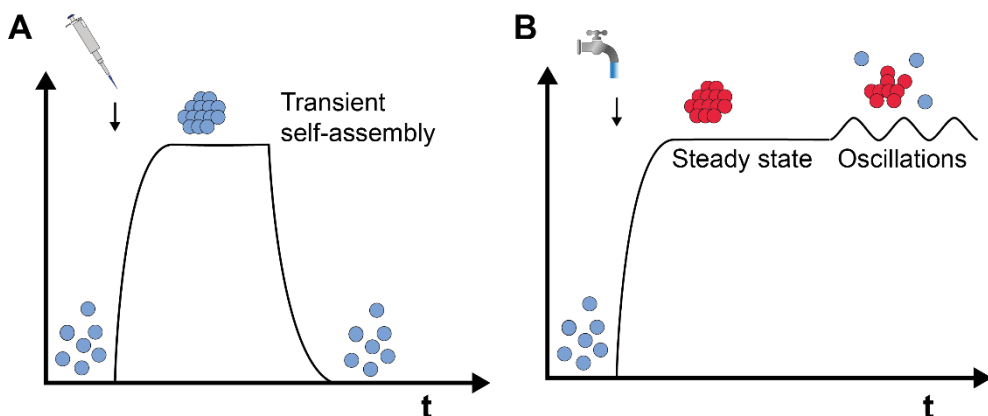 A
Transient
self-assembly
t
B
Steady state
Oscillations
t